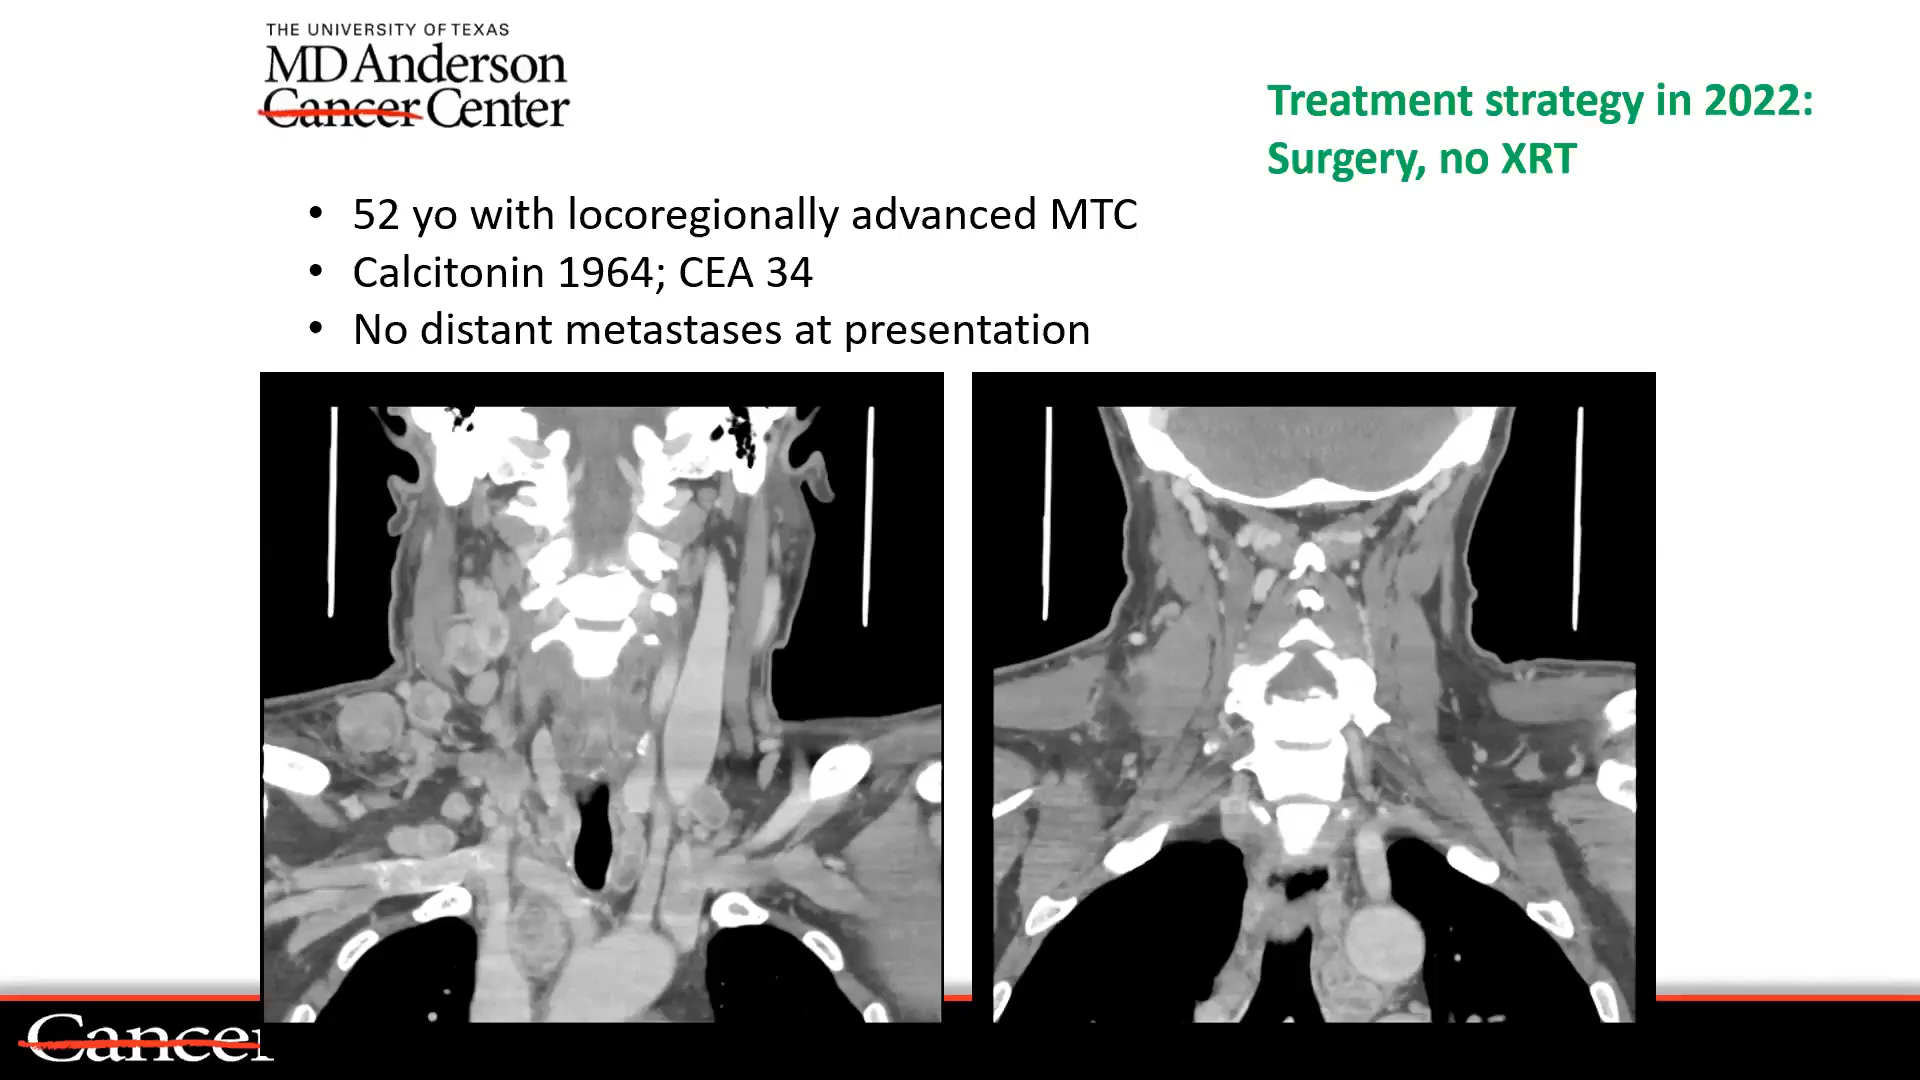 THE UNIVERSITY OF TEXAS
MD Anderson
Cancer Center
Treatment strategy in 2022:
Surgery, no XRT
• 52 yo with locoregionally advanced MTC
• Calcitonin 1964; CEA 34
• No distant metastases at presentation
Cancer